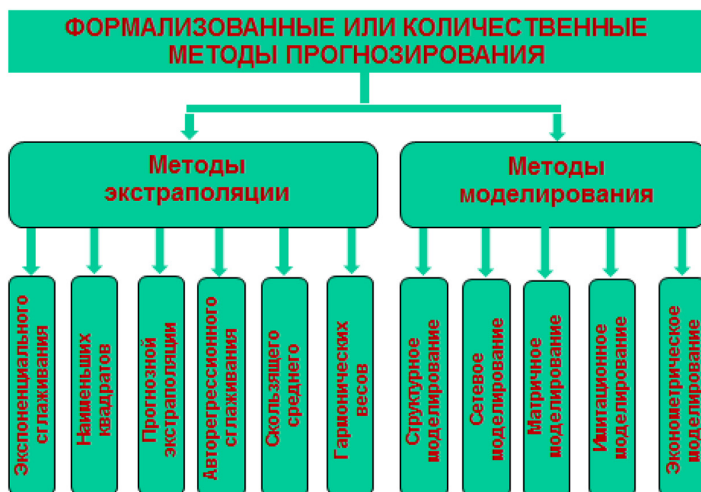 ФОРМАЛИЗОВАННЫЕ ИЛИ КОЛИЧЕСТВЕННЫЕ
МЕТОДЫ ПРОГНОЗИРОВАНИЯ
Методы
экстраполяции
Методы
моделирования
Экспоненциального
сглаживания
Наименьших
квадратов
Прогнозной
экстраполяции
Авторегрессионного
сглаживания
Скользящего
среднего
Гармонических
весов
Структурное
моделирование
Сетевое
моделирование
Матричное
моделирование
Имитационное
моделирование
Эконометрическое
моделирование